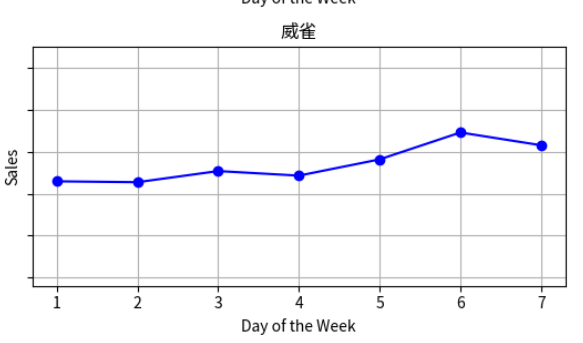 Day of the Week
威雀
Sales
1 2 3 4 5 6 7
Day of the Week